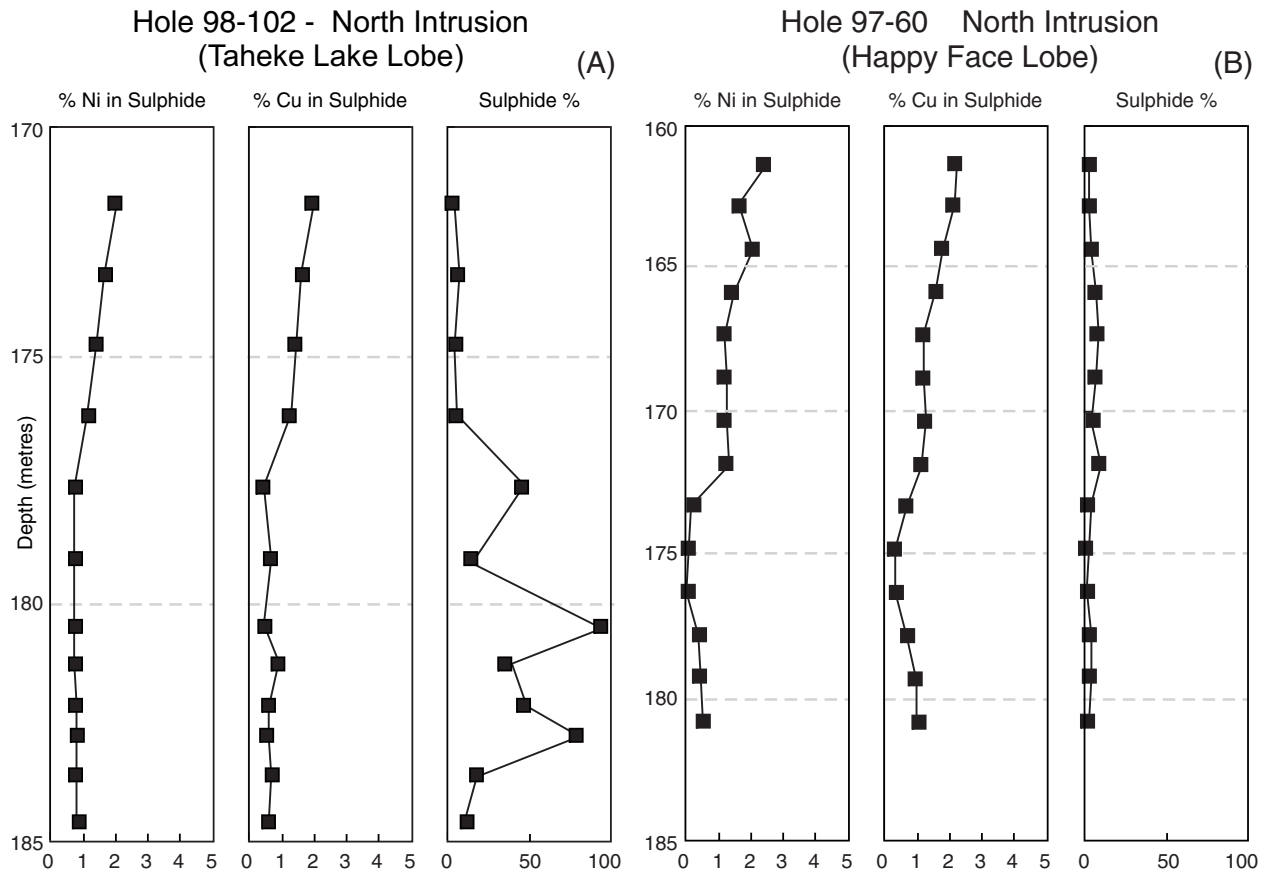 Hole 98-102 - North Intrusion
(Taheke Lake Lobe)
(A)
% Ni in Sulphide
% Cu in Sulphide
Sulphide %
170
175
180
185
Depth (metres)
0 1 2 3 4 5
0 1 2 3 4 5
0 50 100
Hole 97-60 North Intrusion
(Happy Face Lobe)
(B)
% Ni in Sulphide
% Cu in Sulphide
Sulphide %
160
165
170
175
180
185
0 1 2 3 4 5
0 1 2 3 4 5
0 50 100